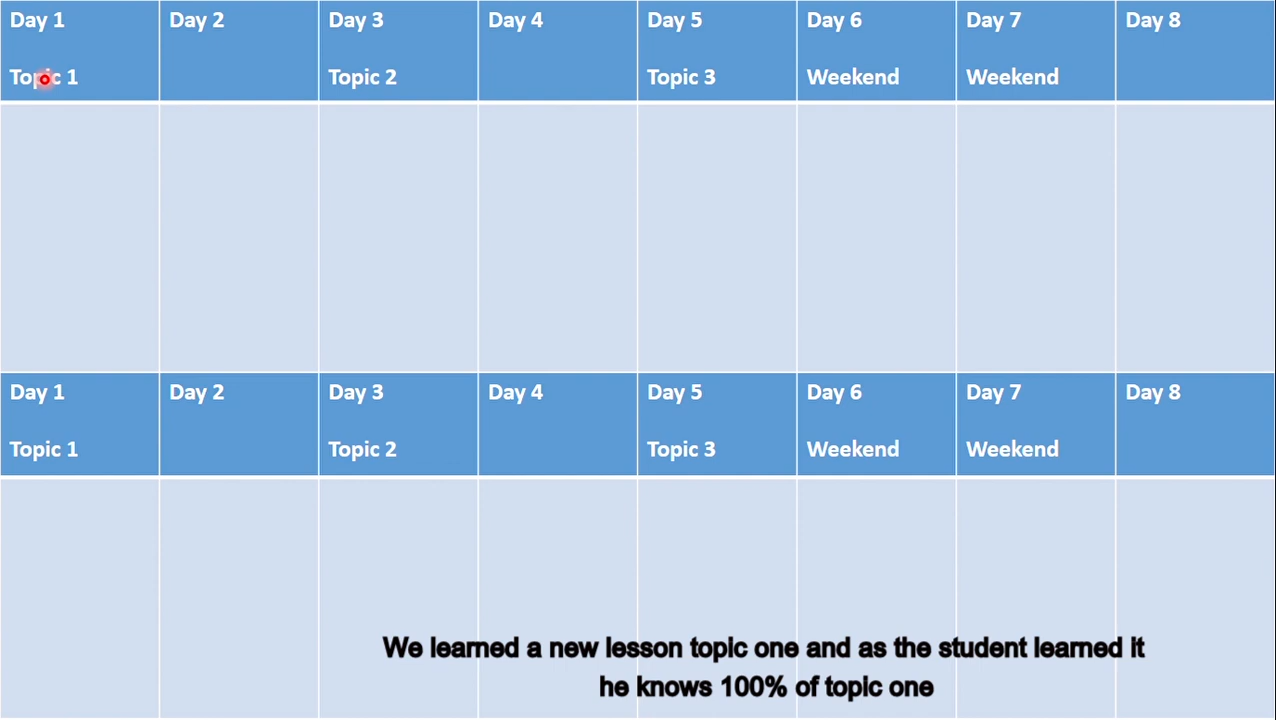 Day 1 Day 2 Day 3 Day 4 Day 5 Day 6 Day 7 Day 8
Topic 1 Topic 2 Topic 3 Weekend Weekend
Day 1 Day 2 Day 3 Day 4 Day 5 Day 6 Day 7 Day 8
Topic 1 Topic 2 Topic 3 Weekend Weekend
We learned a new lesson topic one and as the student learned it
he knows 100% of topic one